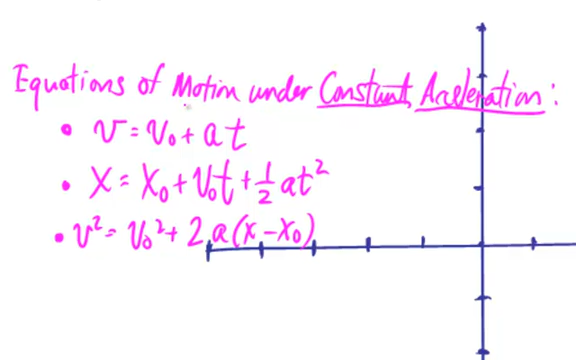 Equations of Motion under Constant Acceleration:
• v = v₀ + at
• x = x₀ + v₀t + ½at²
• v² = v₀² + 2a(x - x₀)